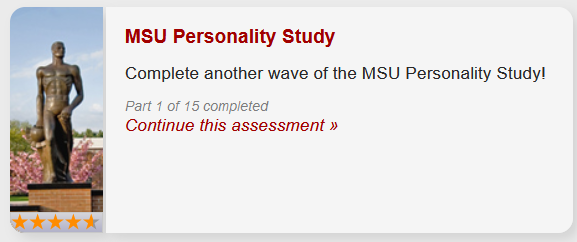 MSU Personality Study
Complete another wave of the MSU Personality Study!
Part 1 of 15 completed
Continue this assessment »